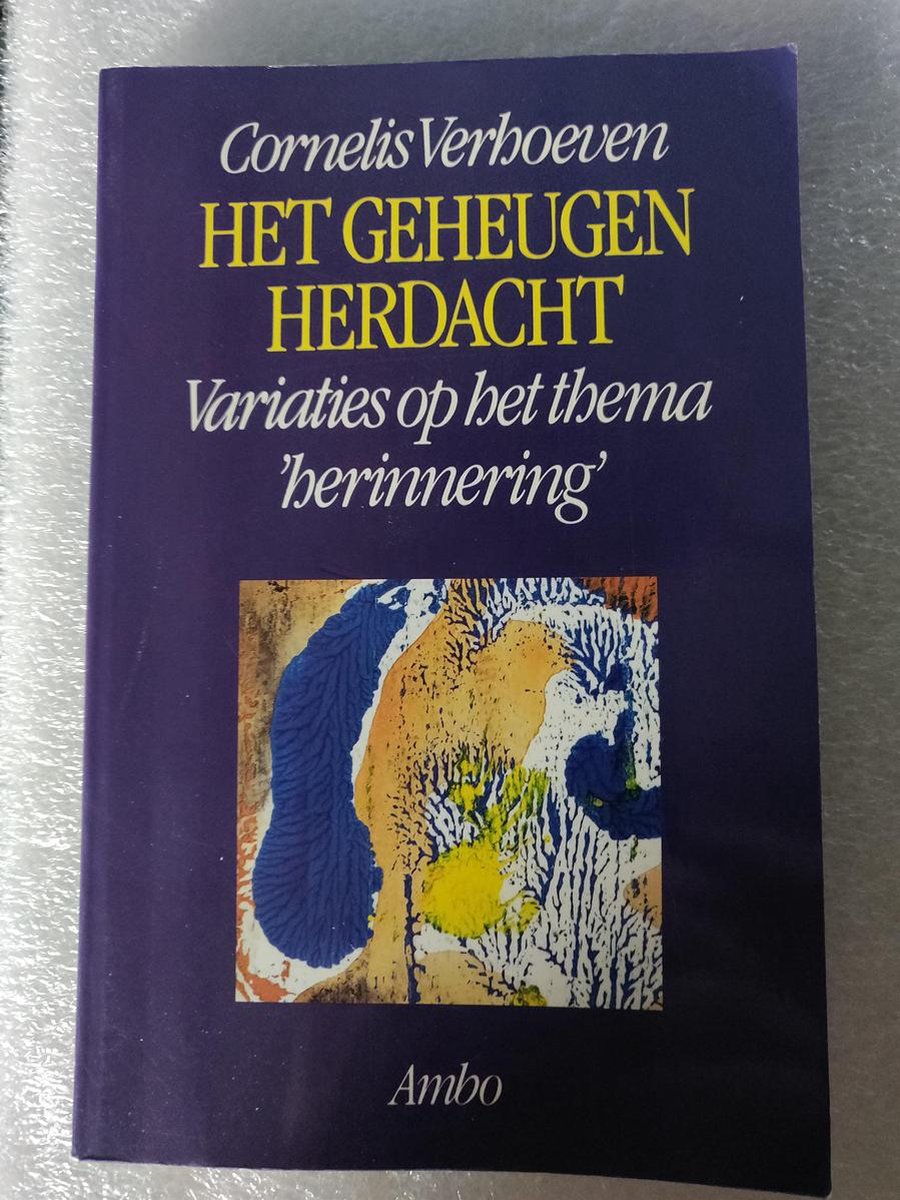 Cornelis Verhoeven
HET GEHEUGEN
HERDACHT
Variaties op het thema
'herinnering'
Ambo